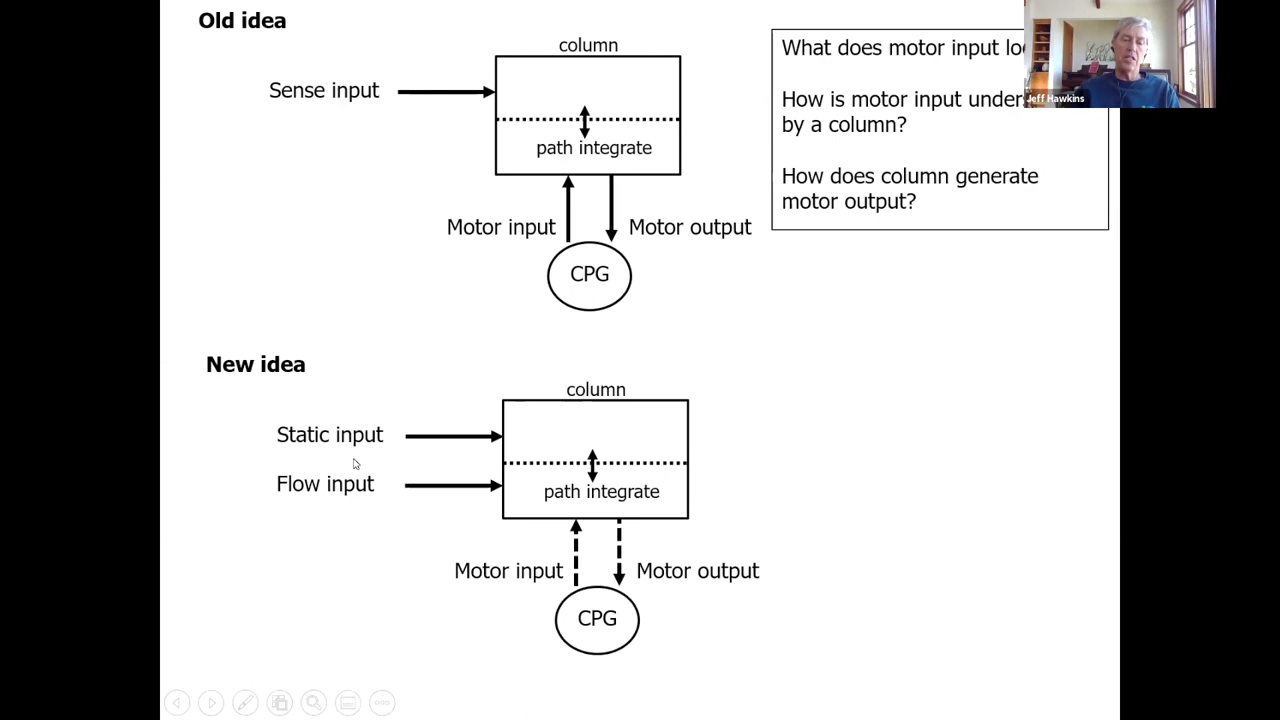 Old idea
column
Sense input
path integrate
Motor input
Motor output
CPG
What does motor input
How is motor input
by a column?
How does column generate
motor output?
Jeff Hawkins
New idea
column
Static input
Flow input
path integrate
Motor input
Motor output
CPG